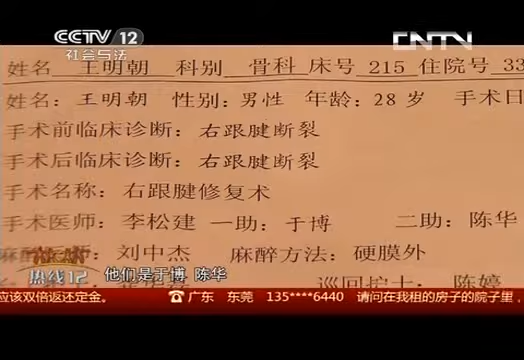 CCTV 12
社会与法
CNTV
姓名 王明朝 科别 骨科 床号 215 住院号 33
姓名：王明朝 性别：男性 年龄：28 岁 手术日
手术前临床诊断：右跟腱断裂
手术后临床诊断：右跟腱断裂
手术名称：右跟腱修复术
手术医师：李松建 一助：于博 二助：陈华
麻醉医师：刘中杰 麻醉方法：硬膜外
巡回护士：陈婷
热线12
他们是于博 陈华
应该双倍返还定金。 ☎广东 东莞 135****6440 请问在我租的房子的院子里，